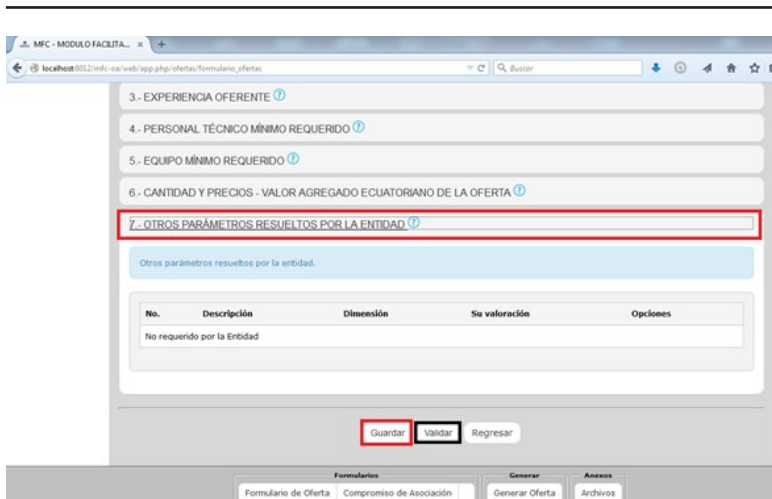 MFC - MODULO FACILITA... × +
localhost:6012/mfc-oa/web/app.php/ofertas/formulario_ofertas Buscar
3.- EXPERIENCIA OFERENTE ?
4.- PERSONAL TÉCNICO MÍNIMO REQUERIDO ?
5.- EQUIPO MÍNIMO REQUERIDO ?
6.- CANTIDAD Y PRECIOS - VALOR AGREGADO ECUATORIANO DE LA OFERTA ?
7.- OTROS PARÁMETROS RESUELTOS POR LA ENTIDAD ?
Otros parámetros resueltos por la entidad.
No. Descripción Dimensión Su valoración Opciones
No requerido por la Entidad
Guardar Validar Regresar
Formularios Generar Anexos
Formulario de Oferta Compromiso de Asociación Generar Oferta Archivos